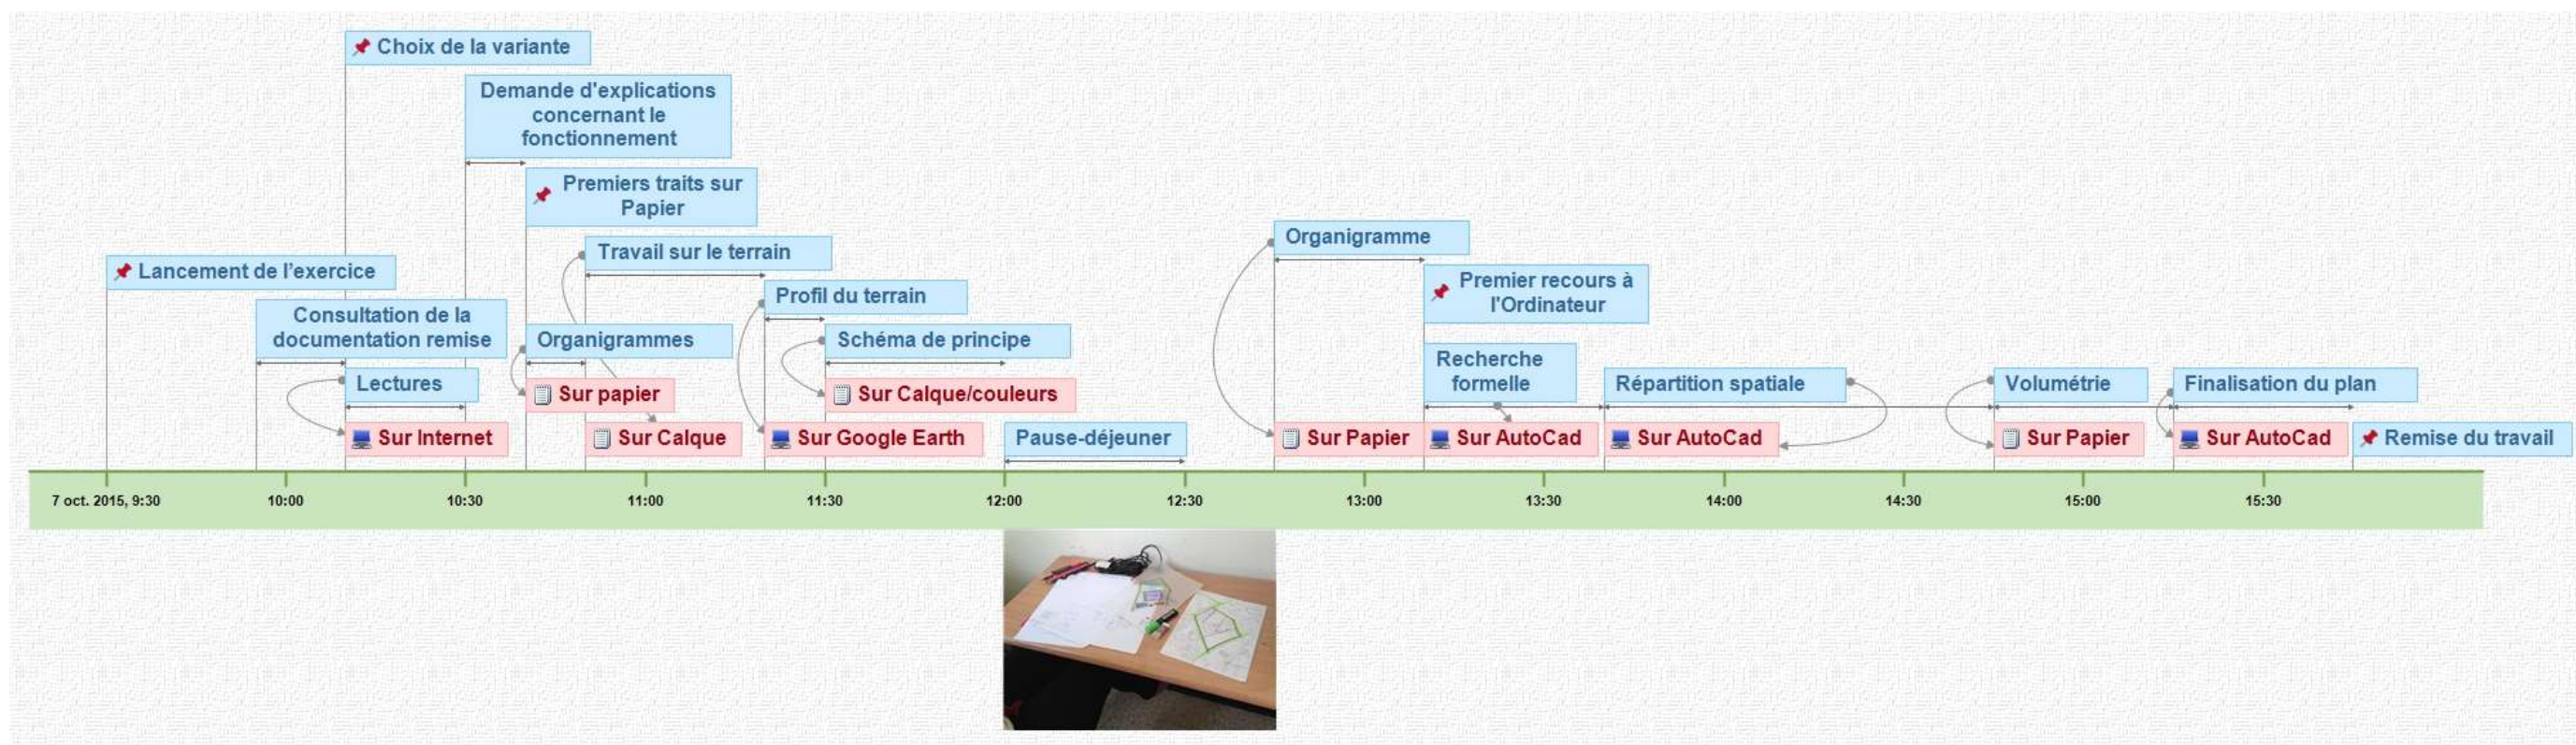 Choix de la variante
Demande d'explications
concernant le
fonctionnement
Premiers traits sur
Papier
Travail sur le terrain
Lancement de l’exercice
Profil du terrain
Consultation de la
documentation remise
Organigrammes
Schéma de principe
Lectures
Sur papier
Sur Calque/couleurs
Sur Internet
Sur Calque
Sur Google Earth
Pause-déjeuner
Organigramme
Premier recours à
l'Ordinateur
Recherche
formelle
Répartition spatiale
Volumétrie
Finalisation du plan
Sur Papier
Sur AutoCad
Sur AutoCad
Sur Papier
Sur AutoCad
Remise du travail
7 oct. 2015, 9:30
10:00
10:30
11:00
11:30
12:00
12:30
13:00
13:30
14:00
14:30
15:00
15:30